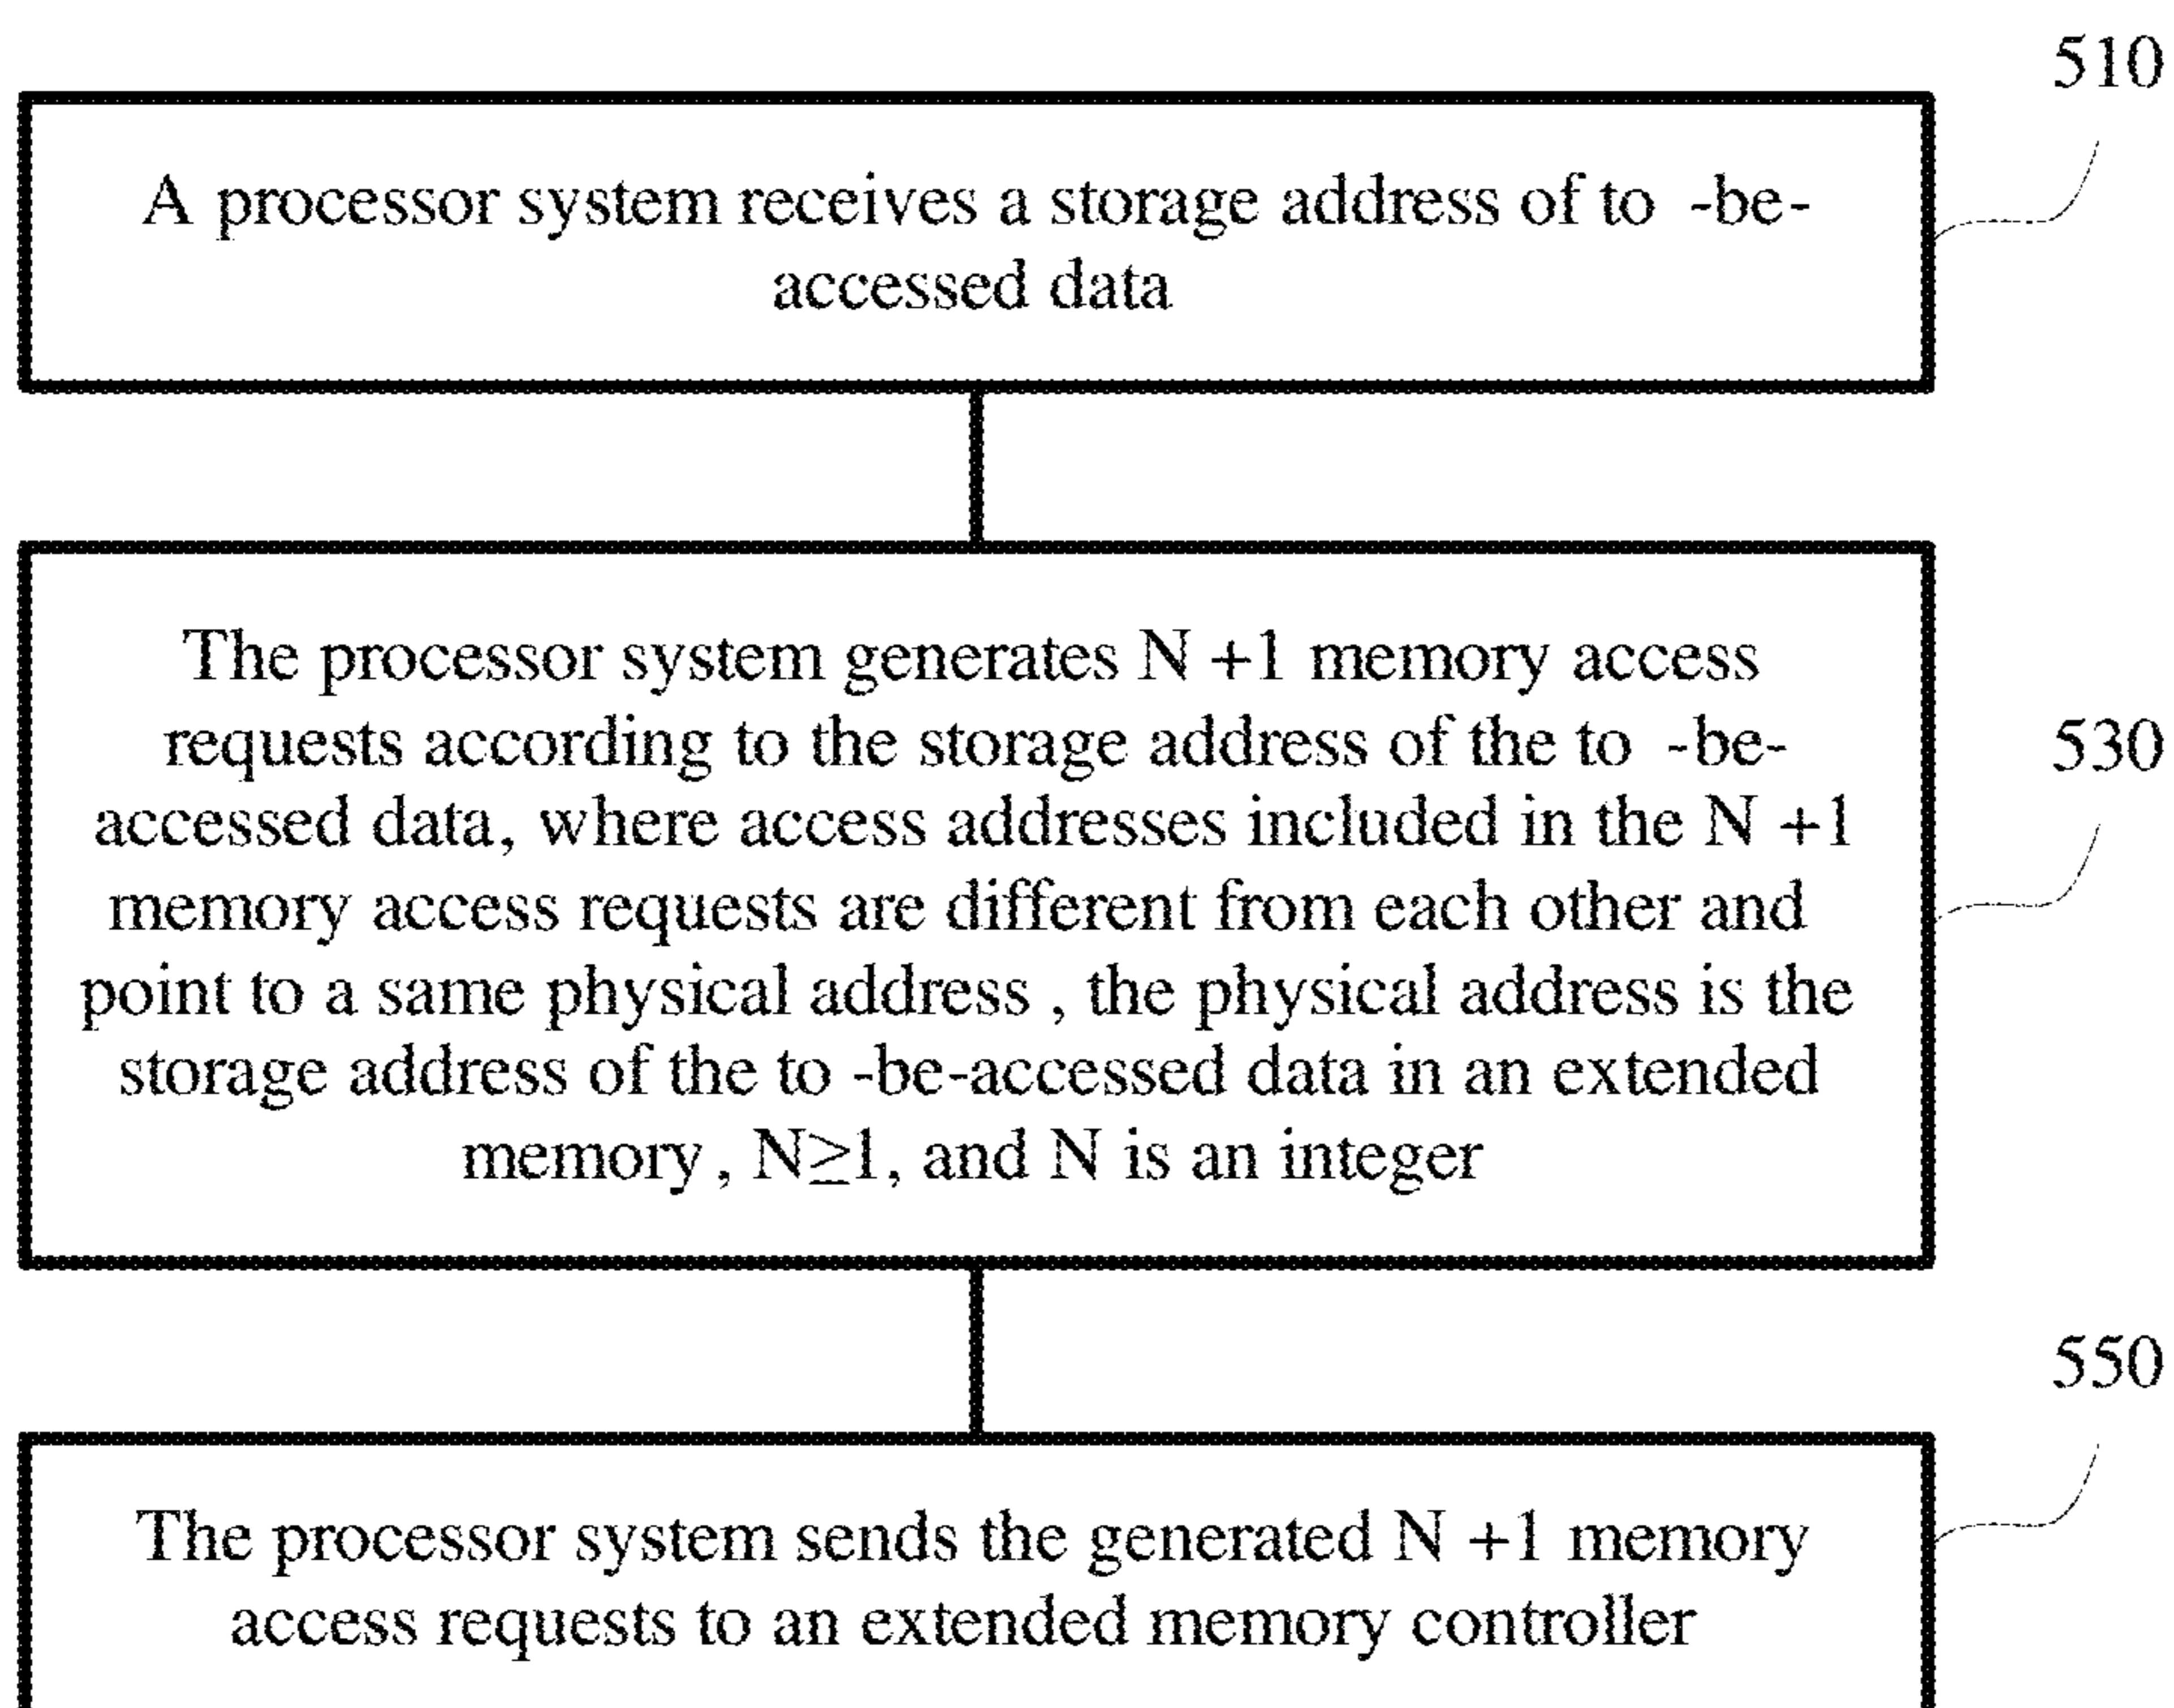 510
A processor system receives a storage address of to -be-
accessed data
The processor system generates N +1 memory access
requests according to the storage address of the to -be-
530
accessed data, where access addresses included in the N +1
memory access requests are different from each other and
point to a same physical address , the physical address is the
storage address of the to -be-accessed data in an extended
memory , N≥1, and N is an integer
550
The processor system sends the generated N +1 memory
access requests to an extended memory controller